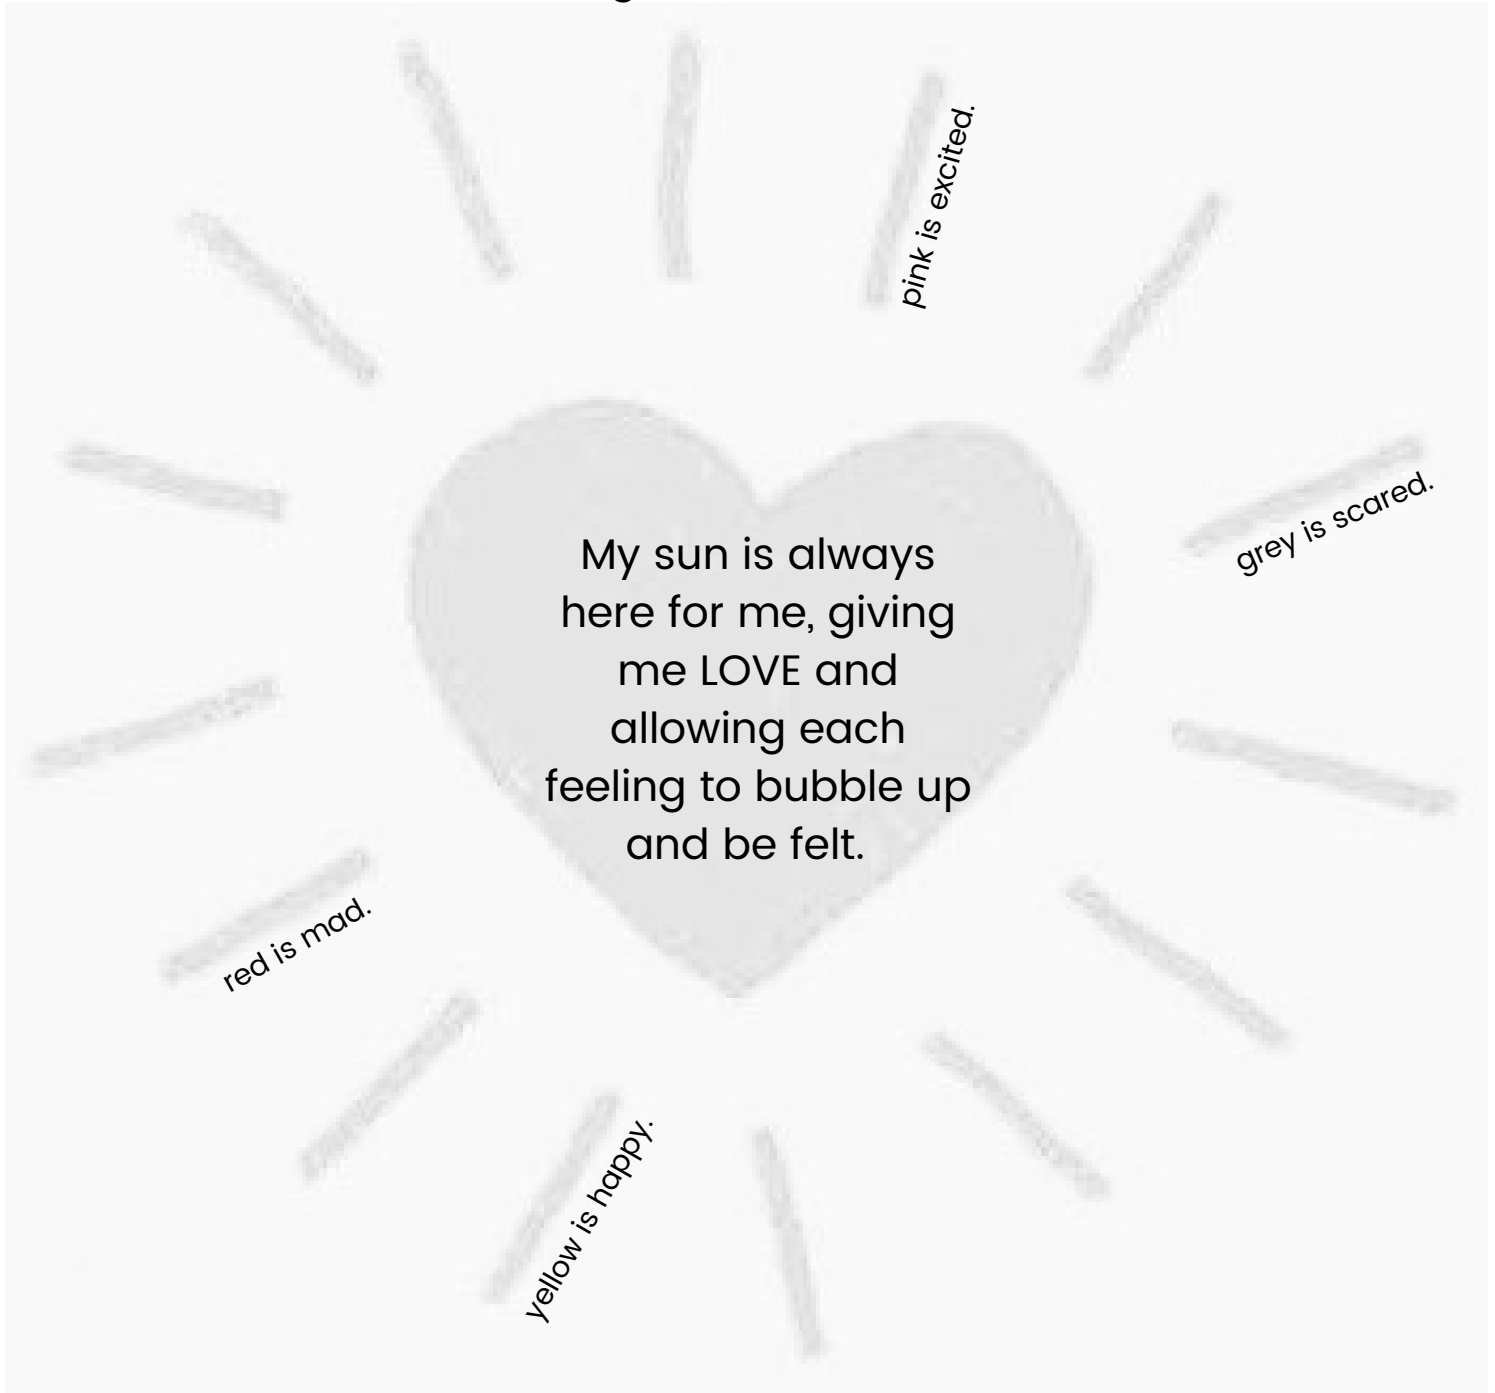 pink is excited.
grey is scared.
My sun is always
here for me, giving
me LOVE and
allowing each
feeling to bubble up
and be felt.
red is mad.
yellow is happy.